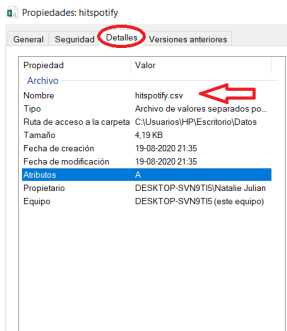 Propiedades: hitspotify
General Seguridad Detalles Versiones anteriores
Propiedad Valor
Archivo
Nombre hitspotify.csv
Tipo Archivo de valores separados po...
Ruta de acceso a la carpeta C:\Usuarios\HP\Escritorio\Datos
Tamaño 4,19 KB
Fecha de creación 19-08-2020 21:35
Fecha de modificación 19-08-2020 21:35
Atributos A
Propietario DESKTOP-SVN9TI5\Natalie Julian
Equipo DESKTOP-SVN9TI5 (este equipo)